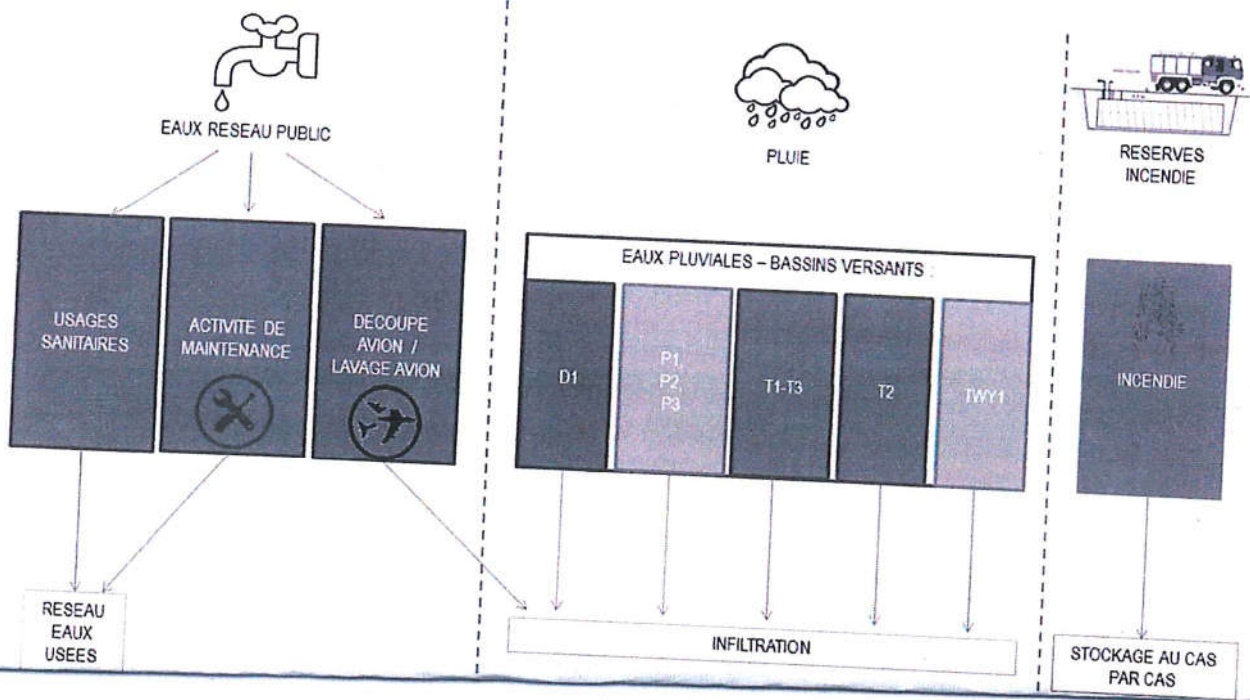 EAUX RESEAU PUBLIC
PLUIE
RESERVES
INCENDIE
USAGES
SANITAIRES
ACTIVITE DE
MAINTENANCE
DECOUPE
AVION /
LAVAGE AVION
EAUX PLUVIALES – BASSINS VERSANTS :
D1
P1,
P2,
P3
T1-T3
T2
TWY1
INCENDIE
RESEAU
EAUX
USEES
INFILTRATION
STOCKAGE AU CAS
PAR CAS